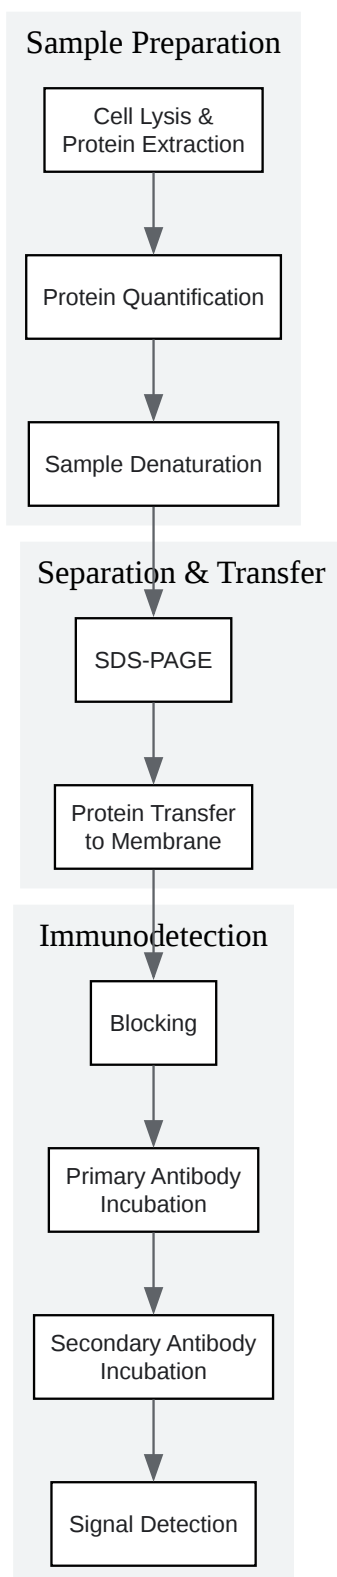 Sample Preparation
Cell Lysis &
Protein Extraction
Protein Quantification
Sample Denaturation
Separation & Transfer
SDS-PAGE
Protein Transfer
to Membrane
Immunodetection
Blocking
Primary Antibody
Incubation
Secondary Antibody
Incubation
Signal Detection